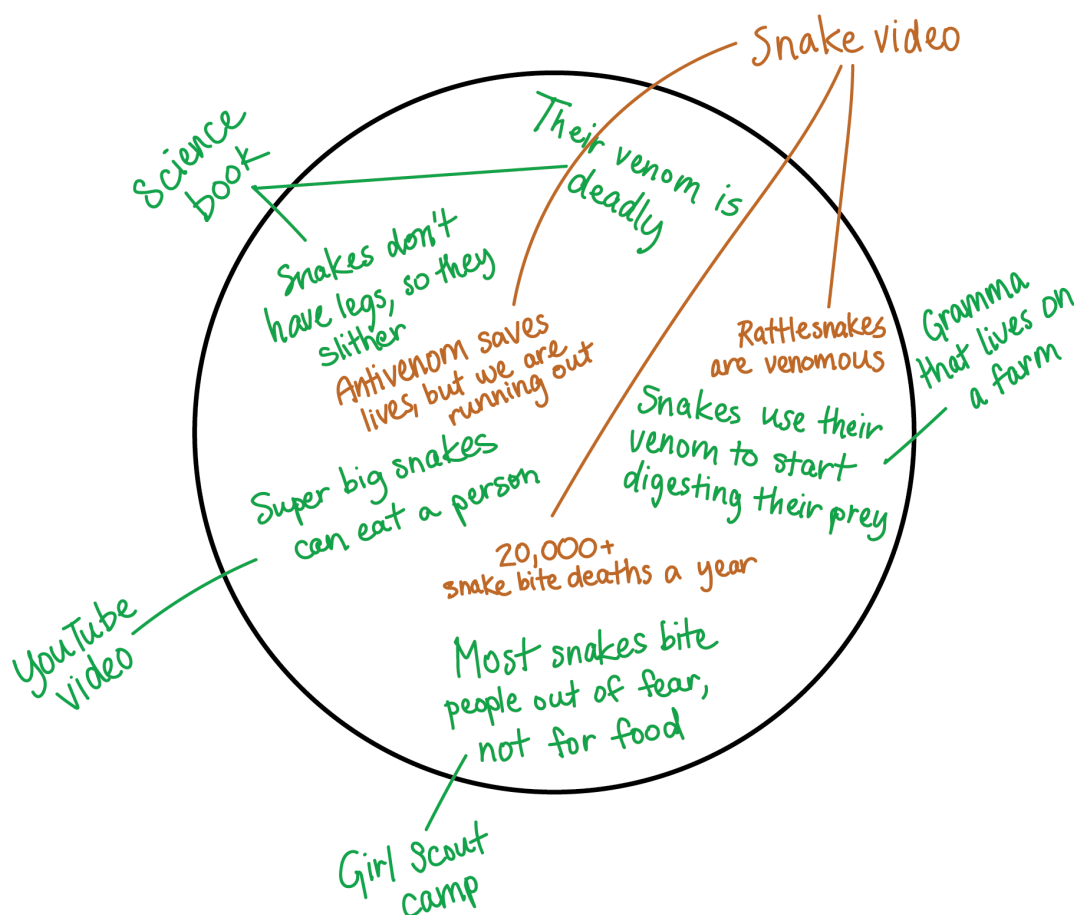 Snake video
Science
book
Their venom is
deadly
Snakes don't
have legs, so they
slither
Antivenom saves
lives, but we are
running out
Rattlesnakes
are venomous
Gramma
that lives on
a farm
Snakes use their
venom to start
digesting their prey
Super big snakes
can eat a person
20,000+
snake bite deaths a year
YouTube
video
Most snakes bite
people out of fear,
not for food
Girl Scout
camp